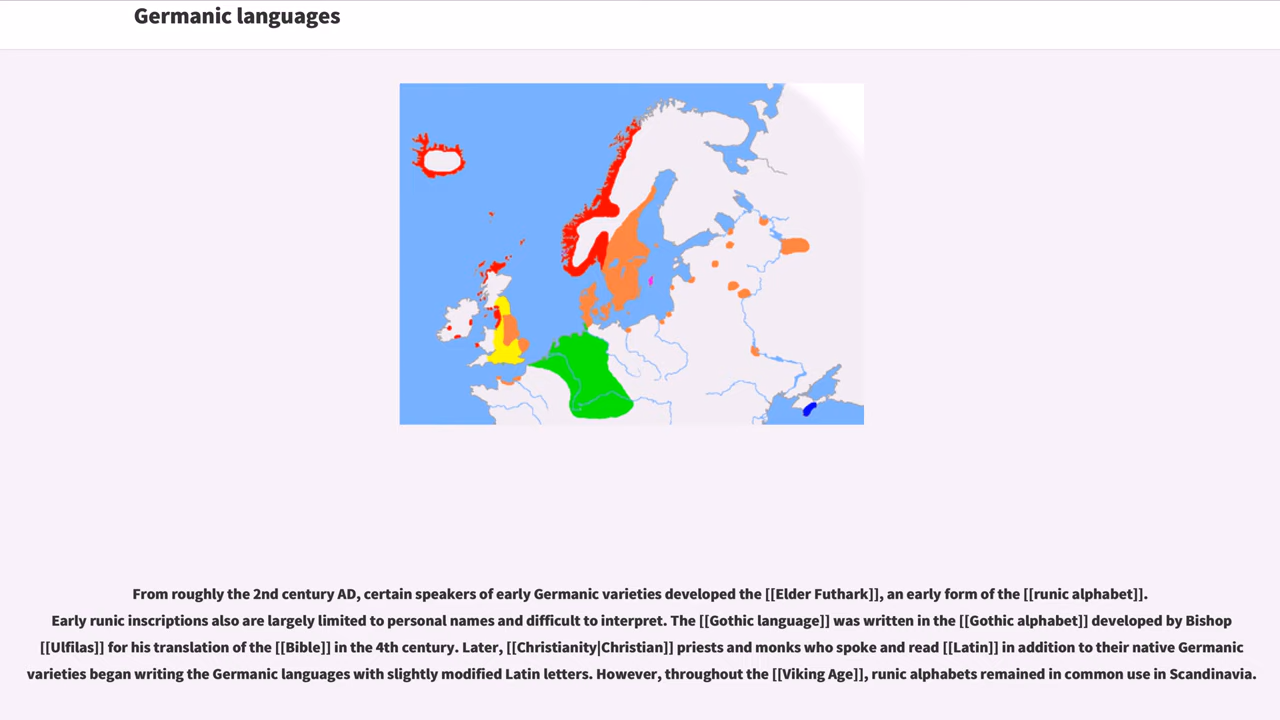 Germanic languages
From roughly the 2nd century AD, certain speakers of early Germanic varieties developed the [[Elder Futhark]], an early form of the [[runic alphabet]].
Early runic inscriptions also are largely limited to personal names and difficult to interpret. The [[Gothic language]] was written in the [[Gothic alphabet]] developed by Bishop
[[Ulfilas]] for his translation of the [[Bible]] in the 4th century. Later, [[Christianity|Christian]] priests and monks who spoke and read [[Latin]] in addition to their native Germanic
varieties began writing the Germanic languages with slightly modified Latin letters. However, throughout the [[Viking Age]], runic alphabets remained in common use in Scandinavia.